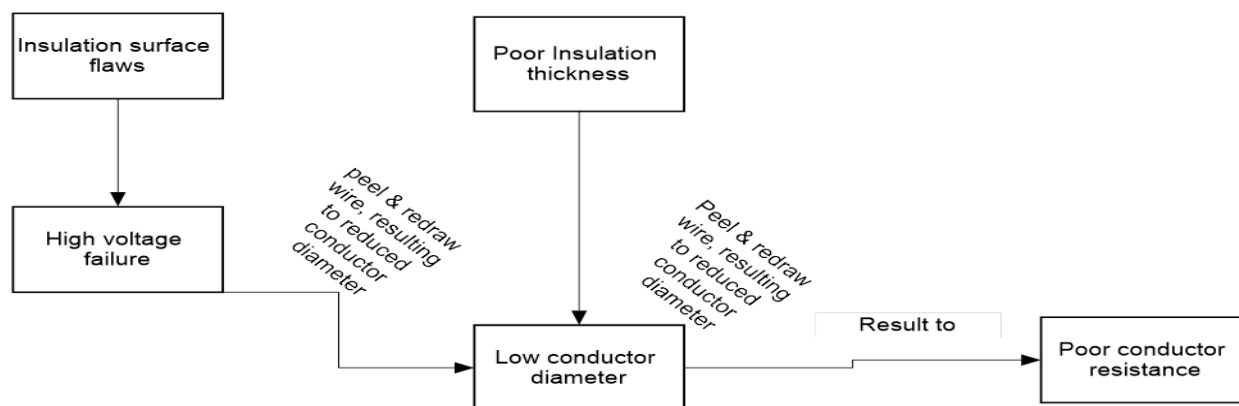 Insulation surface
flaws
Poor Insulation
thickness
High voltage
failure
peel & redraw
wire, resulting
to reduced
conductor
diameter
Peel & redraw
wire, resulting
to reduced
conductor
diameter
Low conductor
diameter
Result to
Poor conductor
resistance